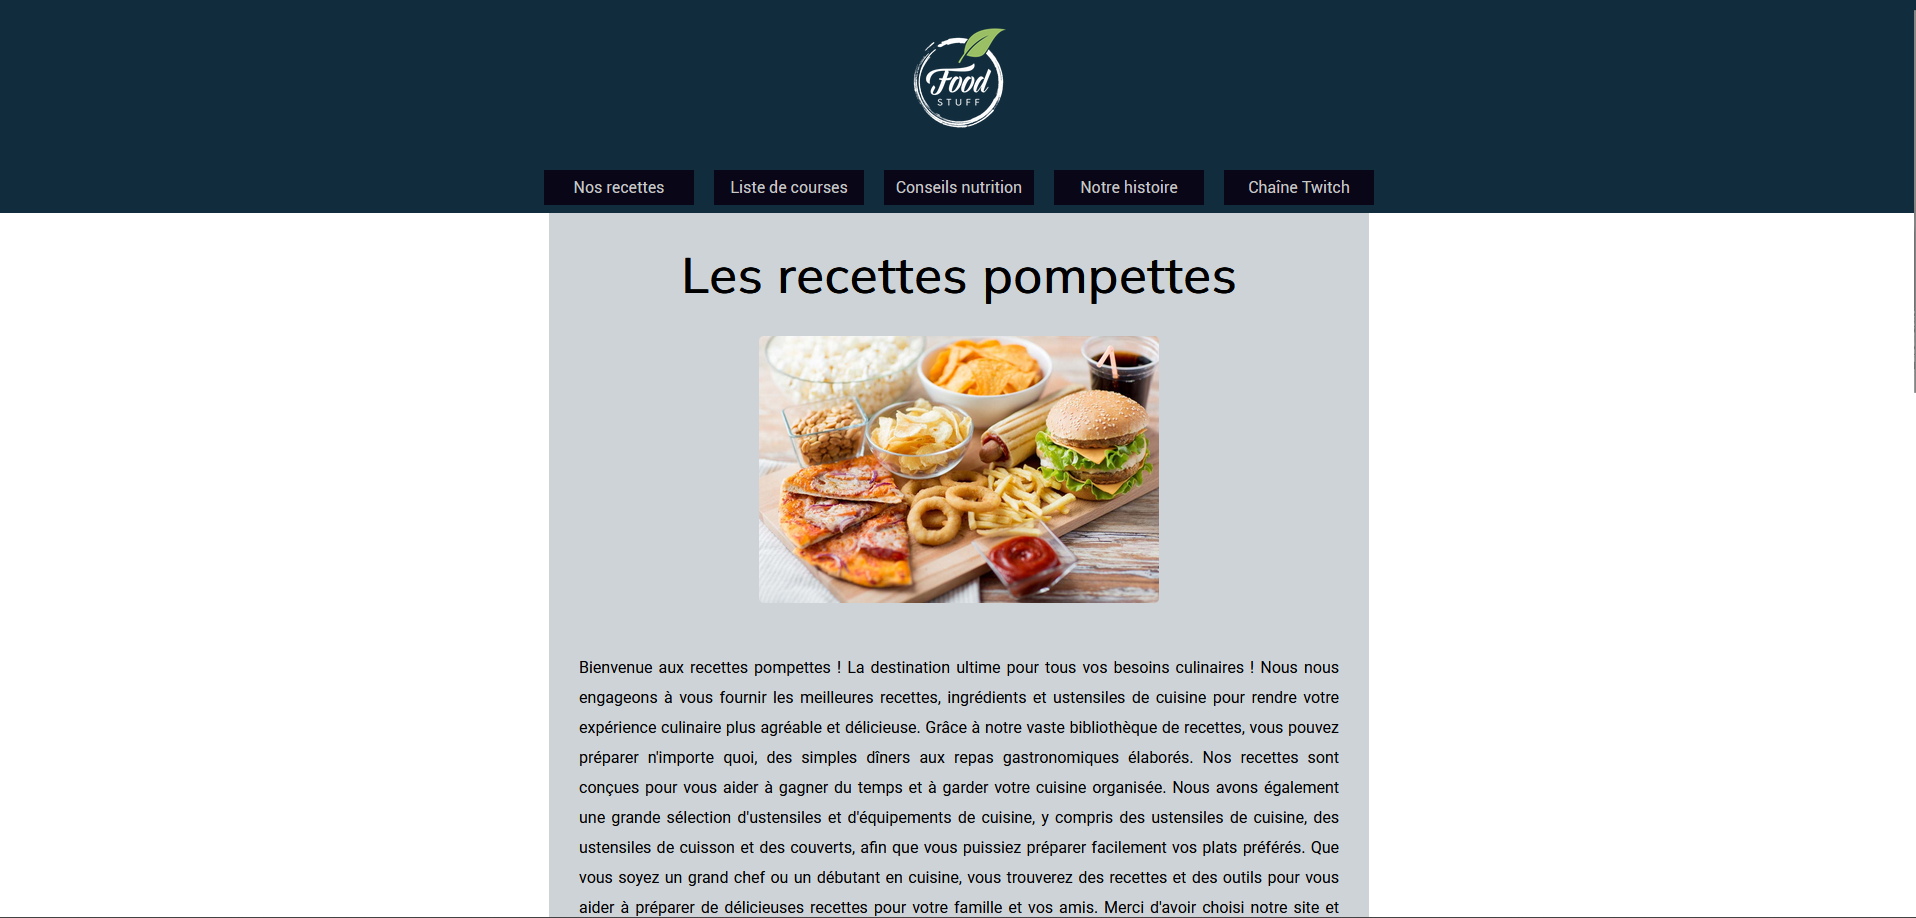 Food
STUFF
Nos recettes Liste de courses Conseils nutrition Notre histoire Chaîne Twitch
Les recettes pompettes
Bienvenue aux recettes pompettes ! La destination ultime pour tous vos besoins culinaires ! Nous nous
engageons à vous fournir les meilleures recettes, ingrédients et ustensiles de cuisine pour rendre votre
expérience culinaire plus agréable et délicieuse. Grâce à notre vaste bibliothèque de recettes, vous pouvez
préparer n'importe quoi, des simples dîners aux repas gastronomiques élaborés. Nos recettes sont
conçues pour vous aider à gagner du temps et à garder votre cuisine organisée. Nous avons également
une grande sélection d'ustensiles et d'équipements de cuisine, y compris des ustensiles de cuisine, des
ustensiles de cuisson et des couverts, afin que vous puissiez préparer facilement vos plats préférés. Que
vous soyez un grand chef ou un débutant en cuisine, vous trouverez des recettes et des outils pour vous
aider à préparer de délicieuses recettes pour votre famille et vos amis. Merci d'avoir choisi notre site et